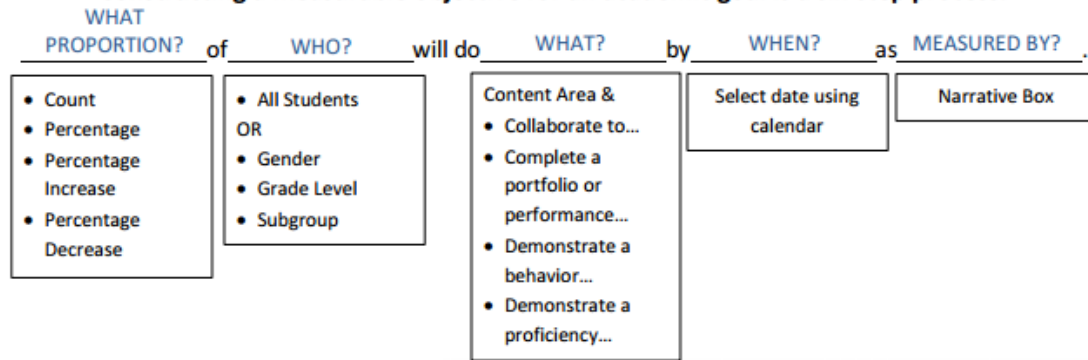 WHAT
PROPORTION? of WHO? will do WHAT? by WHEN? as MEASURED BY? .
• Count
• Percentage
• Percentage
Increase
• Percentage
Decrease
• All Students
OR
• Gender
• Grade Level
• Subgroup
Content Area &
• Collaborate to...
• Complete a
portfolio or
performance...
• Demonstrate a
behavior...
• Demonstrate a
proficiency...
Select date using
calendar
Narrative Box